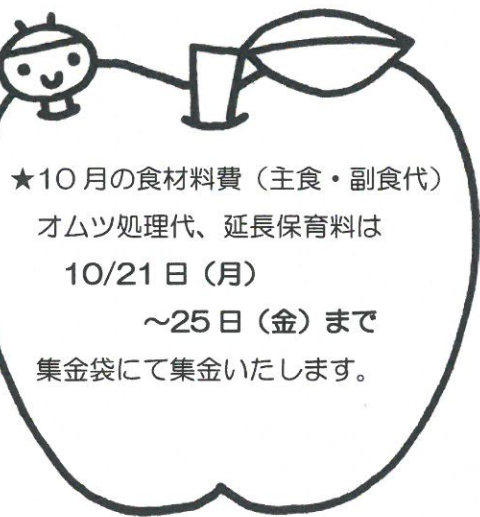 ★10月の食材料費（主食・副食代）
オムツ処理代、延長保育料は
10/21日（月）
～25日（金）まで
集金袋にて集金いたします。